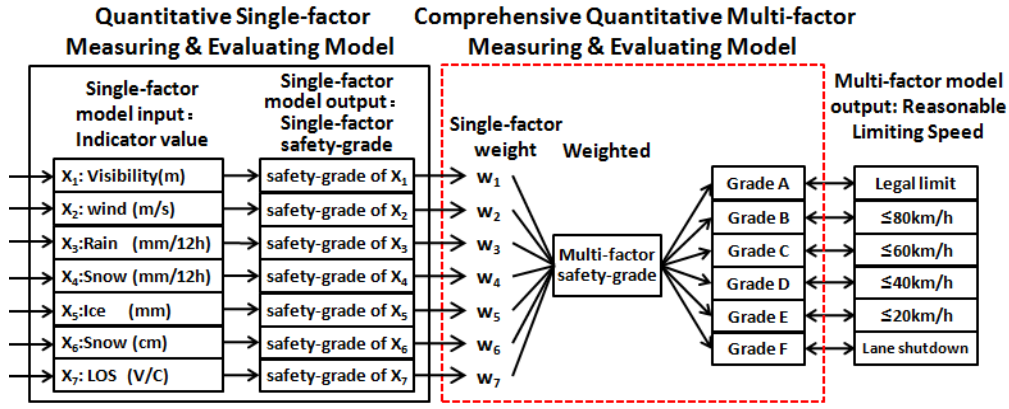 Quantitative Single-factor
Measuring & Evaluating Model
Comprehensive Quantitative Multi-factor
Measuring & Evaluating Model
Single-factor
model input:
Indicator value
Single-factor
model output:
Single-factor
safety-grade
Single-factor
weight
Weighted
Multi-factor model
output: Reasonable
Limiting Speed
X₁: Visibility(m)
X₂: wind (m/s)
X₃:Rain (mm/12h)
X₄:Snow (mm/12h)
X₅:Ice (mm)
X₆:Snow (cm)
X₇: LOS (V/C)
safety-grade of X₁
safety-grade of X₂
safety-grade of X₃
safety-grade of X₄
safety-grade of X₅
safety-grade of X₆
safety-grade of X₇
w₁
w₂
w₃
w₄
w₅
w₆
w₇
Multi-factor
safety-grade
Grade A
Grade B
Grade C
Grade D
Grade E
Grade F
Legal limit
≤80km/h
≤60km/h
≤40km/h
≤20km/h
Lane shutdown